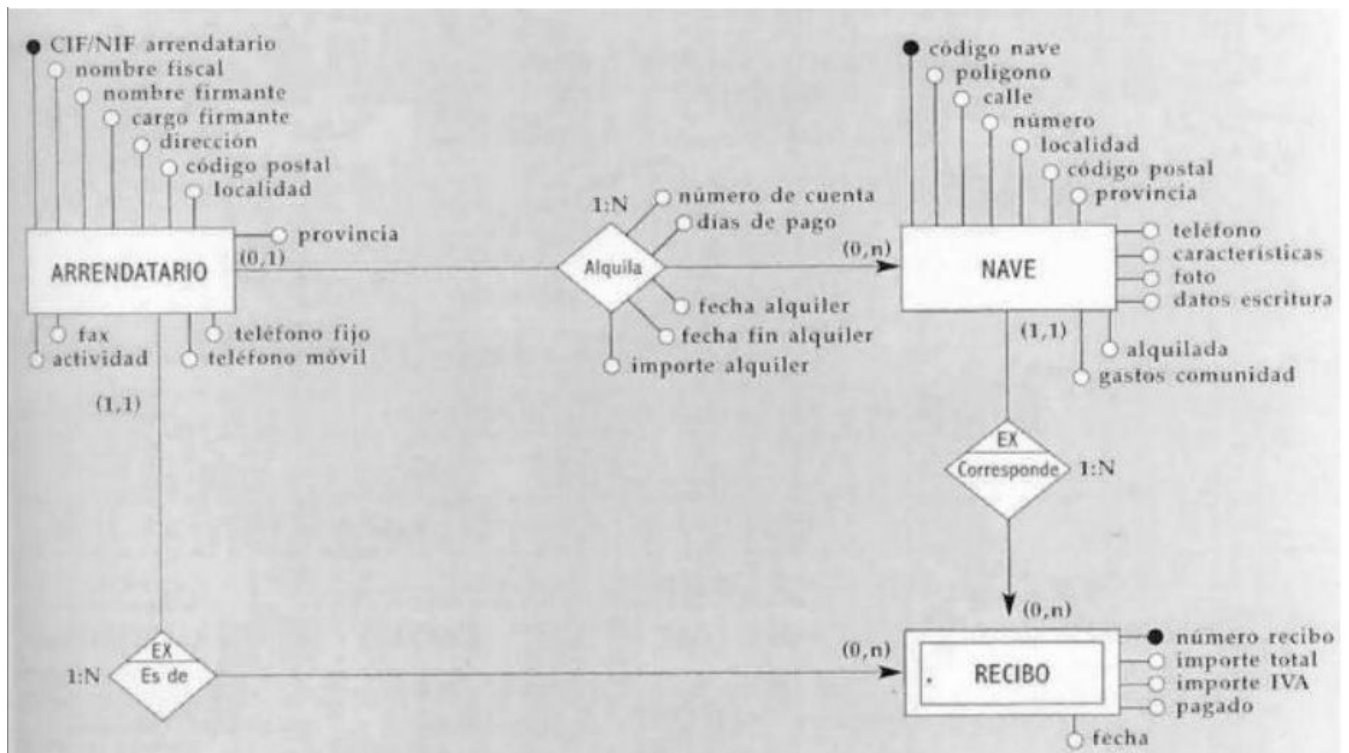 CIF/NIF arrendatario
nombre fiscal
nombre firmante
cargo firmante
dirección
código postal
localidad
provincia
ARRENDATARIO
(0,1)
fax
actividad
teléfono fijo
teléfono móvil
(1,1)
1:N
número de cuenta
días de pago
Alquila
(0,n)
fecha alquiler
fecha fin alquiler
importe alquiler
código nave
polígono
calle
número
localidad
código postal
provincia
NAVE
teléfono
características
foto
datos escritura
(1,1)
alquilada
gastos comunidad
EX
Corresponde
1:N
(0,n)
EX
Es de
1:N
(0,n)
RECIBO
número recibo
importe total
importe IVA
pagado
fecha